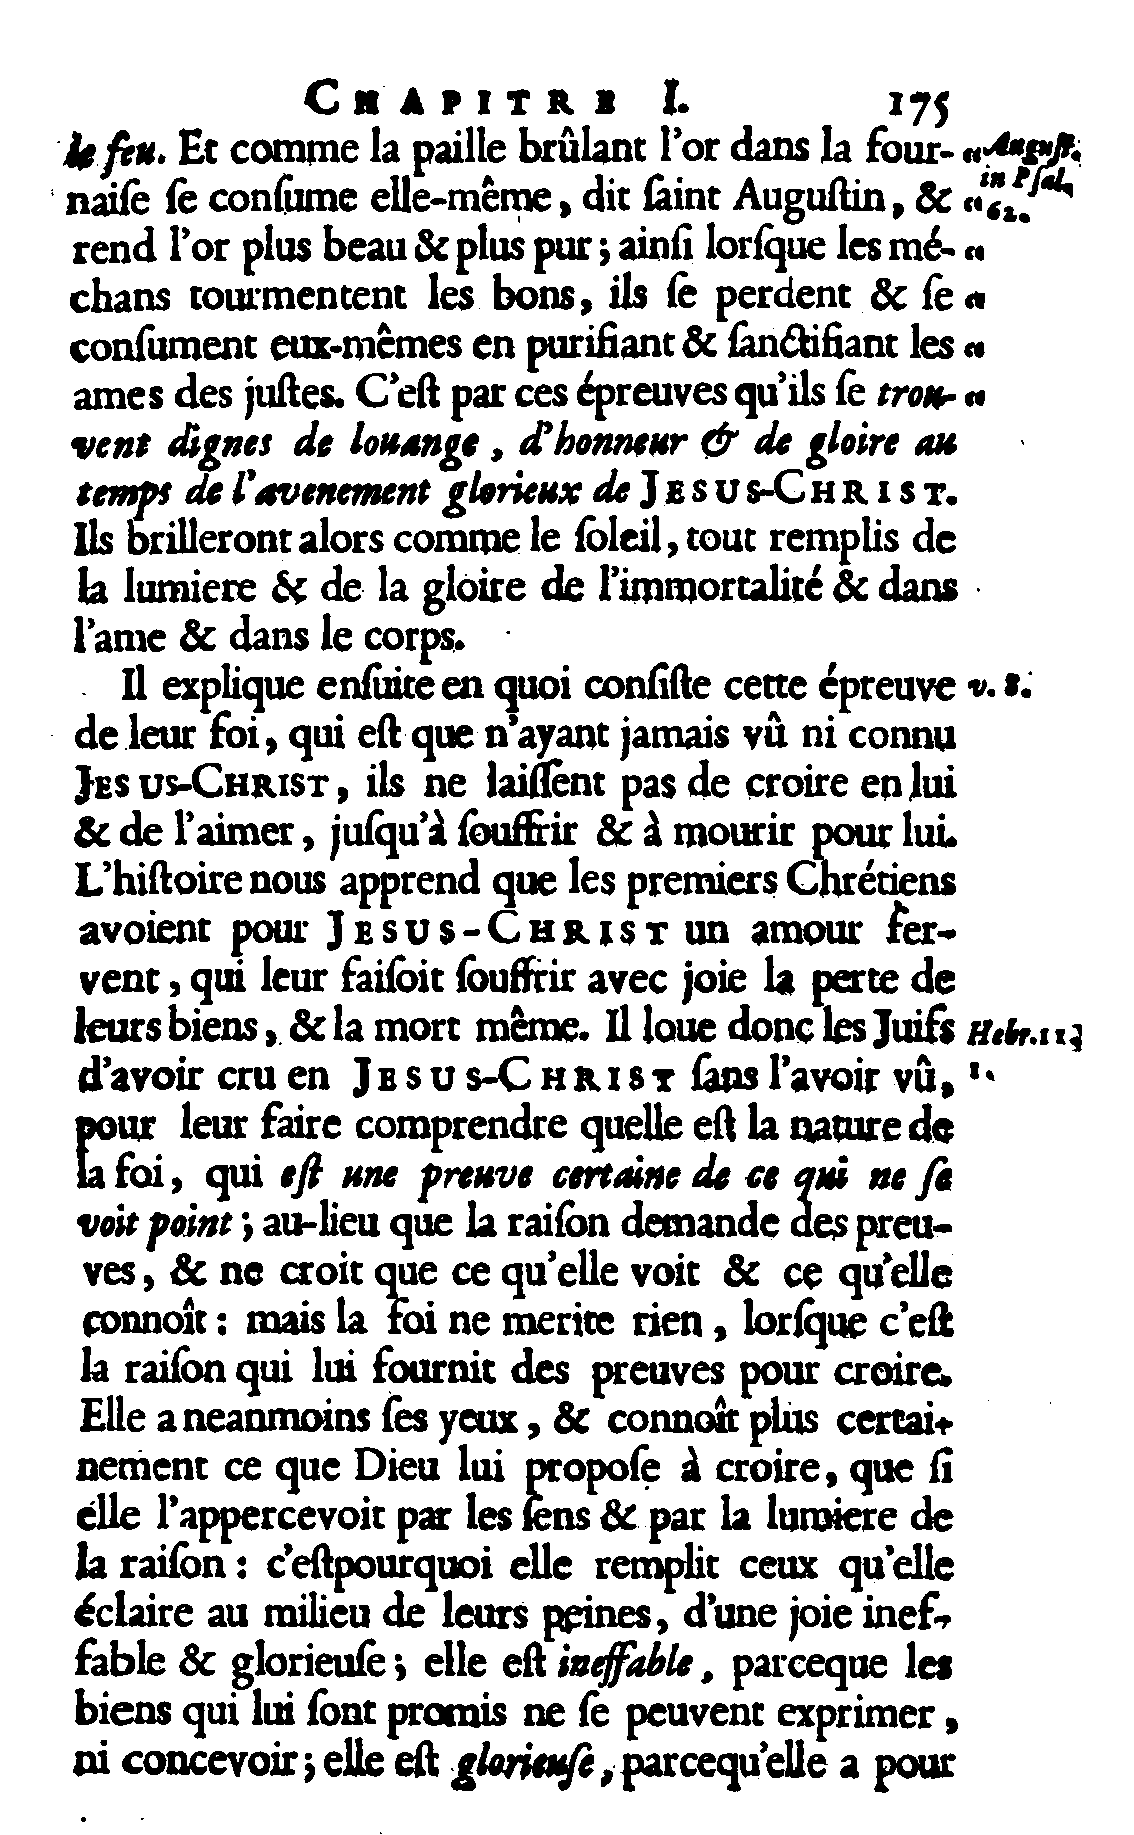 CHAPITRE I. 175
le feu. Et comme la paille brûlant l'or dans la four- “ August.
naiſe ſe conſume elle-même, dit ſaint Auguſtin, & “ in Pſal. 62.
rend l'or plus beau & plus pur ; ainſi lorſque les mé- “
chans tourmentent les bons, ils ſe perdent & ſe “
conſument eux-mêmes en purifiant & ſanctifiant les “
ames des juſtes. C'eſt par ces épreuves qu'ils ſe trou- “
vent dignes de louange, d'honneur & de gloire au
temps de l'avenement glorieux de JESUS-CHRIST.
Ils brilleront alors comme le ſoleil, tout remplis de
la lumiere & de la gloire de l'immortalité & dans
l'ame & dans le corps.
Il explique enſuite en quoi conſiſte cette épreuve v. 8.
de leur foi, qui eſt que n'ayant jamais vû ni connu
JESUS-CHRIST, ils ne laiſſent pas de croire en lui
& de l'aimer, juſqu'à ſouffrir & à mourir pour lui.
L'hiſtoire nous apprend que les premiers Chrétiens
avoient pour JESUS-CHRIST un amour fer-
vent, qui leur faiſoit ſouffrir avec joie la perte de
leurs biens, & la mort même. Il loue donc les Juifs Hebr. 11.
d'avoir cru en JESUS-CHRIST ſans l'avoir vû, 1.
pour leur faire comprendre quelle eſt la nature de
la foi, qui eſt une preuve certaine de ce qui ne ſe
voit point ; au-lieu que la raiſon demande des preu-
ves, & ne croit que ce qu'elle voit & ce qu'elle
connoît : mais la foi ne merite rien, lorſque c'eſt
la raiſon qui lui fournit des preuves pour croire.
Elle a neanmoins ſes yeux, & connoît plus certai-
nement ce que Dieu lui propoſe à croire, que ſi
elle l'appercevoit par les ſens & par la lumiere de
la raiſon : c'eſtpourquoi elle remplit ceux qu'elle
éclaire au milieu de leurs peines, d'une joie inef-
fable & glorieuſe ; elle eſt ineffable, parceque les
biens qui lui ſont promis ne ſe peuvent exprimer,
ni concevoir ; elle eſt glorieuſe, parcequ'elle a pour